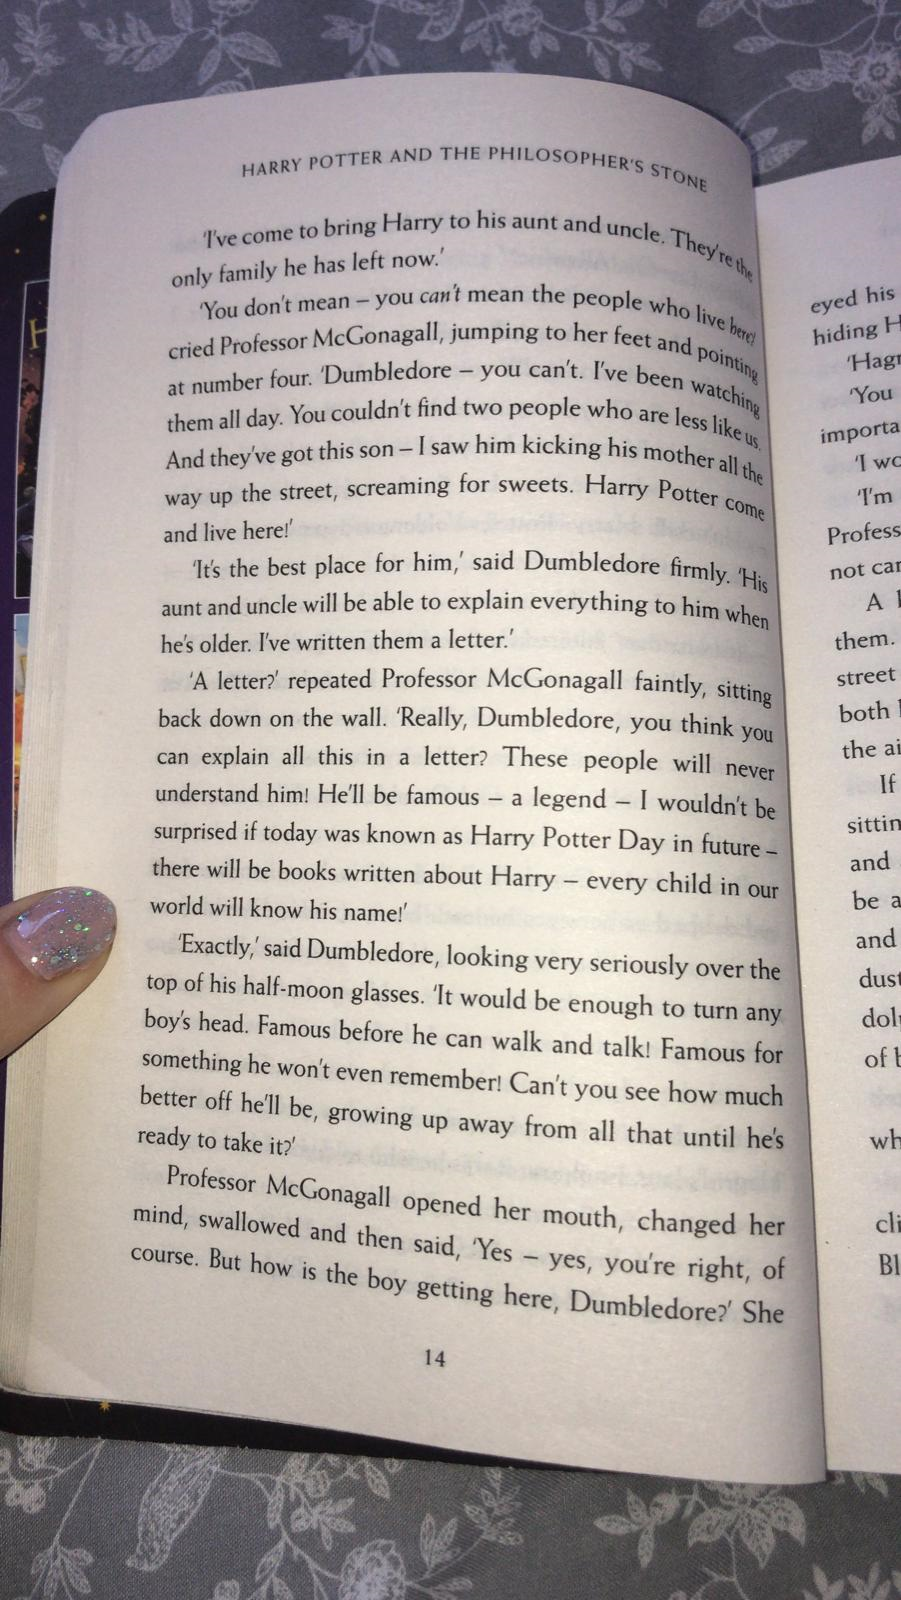 HARRY POTTER AND THE PHILOSOPHER'S STONE
'I've come to bring Harry to his aunt and uncle. They're the
only family he has left now.'
'You don't mean – you can't mean the people who live here?'
cried Professor McGonagall, jumping to her feet and pointing
at number four. 'Dumbledore – you can't. I've been watching
them all day. You couldn't find two people who are less like us.
And they've got this son – I saw him kicking his mother all the
way up the street, screaming for sweets. Harry Potter come
and live here!'
'It's the best place for him,' said Dumbledore firmly. 'His
aunt and uncle will be able to explain everything to him when
he's older. I've written them a letter.'
'A letter?' repeated Professor McGonagall faintly, sitting
back down on the wall. 'Really, Dumbledore, you think you
can explain all this in a letter? These people will never
understand him! He'll be famous – a legend – I wouldn't be
surprised if today was known as Harry Potter Day in future –
there will be books written about Harry – every child in our
world will know his name!'
'Exactly,' said Dumbledore, looking very seriously over the
top of his half-moon glasses. 'It would be enough to turn any
boy's head. Famous before he can walk and talk! Famous for
something he won't even remember! Can't you see how much
better off he'll be, growing up away from all that until he's
ready to take it?'
Professor McGonagall opened her mouth, changed her
mind, swallowed and then said, 'Yes – yes, you're right, of
course. But how is the boy getting here, Dumbledore?' She
14
eyed his
hiding
'You
'I
'I'm
not
A
them.
street
both
the
If
and
be
and
of